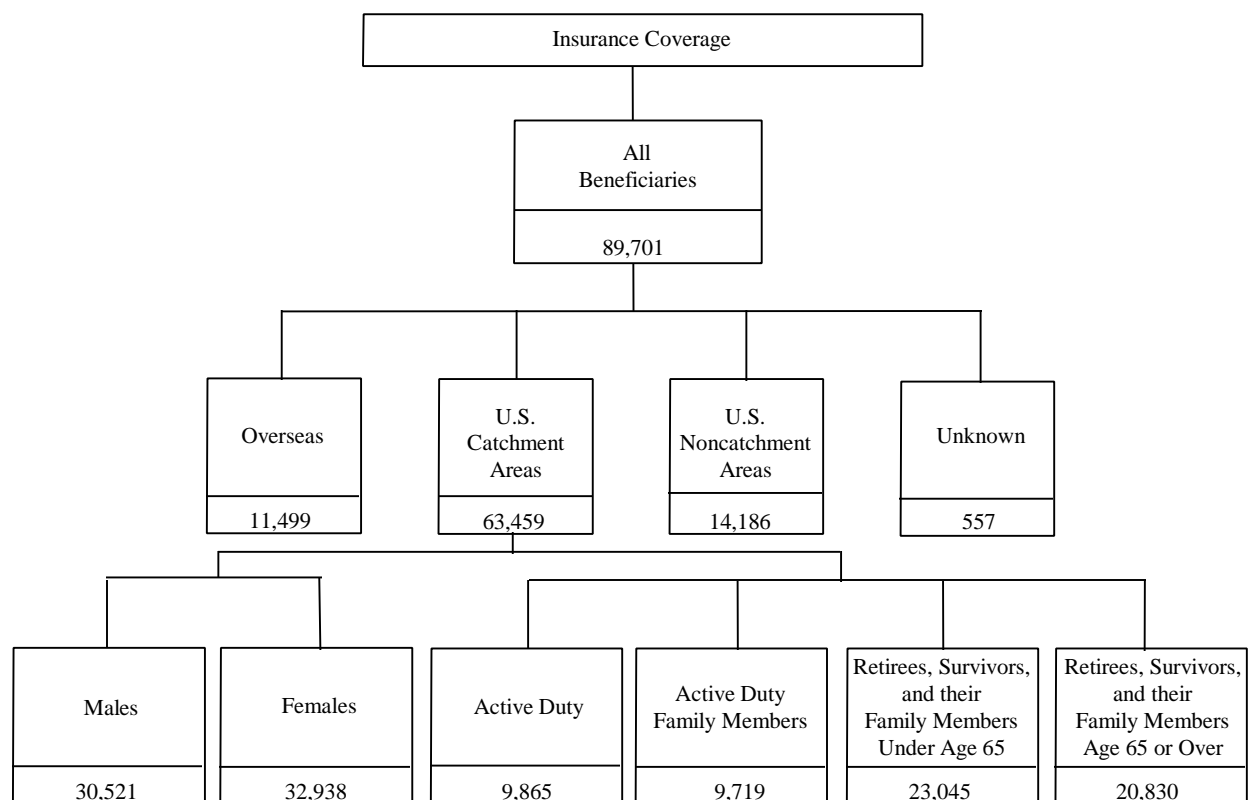 Insurance Coverage
All
Beneficiaries
89,701
Overseas
11,499
U.S.
Catchment
Areas
63,459
U.S.
Noncatchment
Areas
14,186
Unknown
557
Males
30,521
Females
32,938
Active Duty
9,865
Active Duty
Family Members
9,719
Retirees, Survivors,
and their
Family Members
Under Age 65
23,045
Retirees, Survivors,
and their
Family Members
Age 65 or Over
20,830